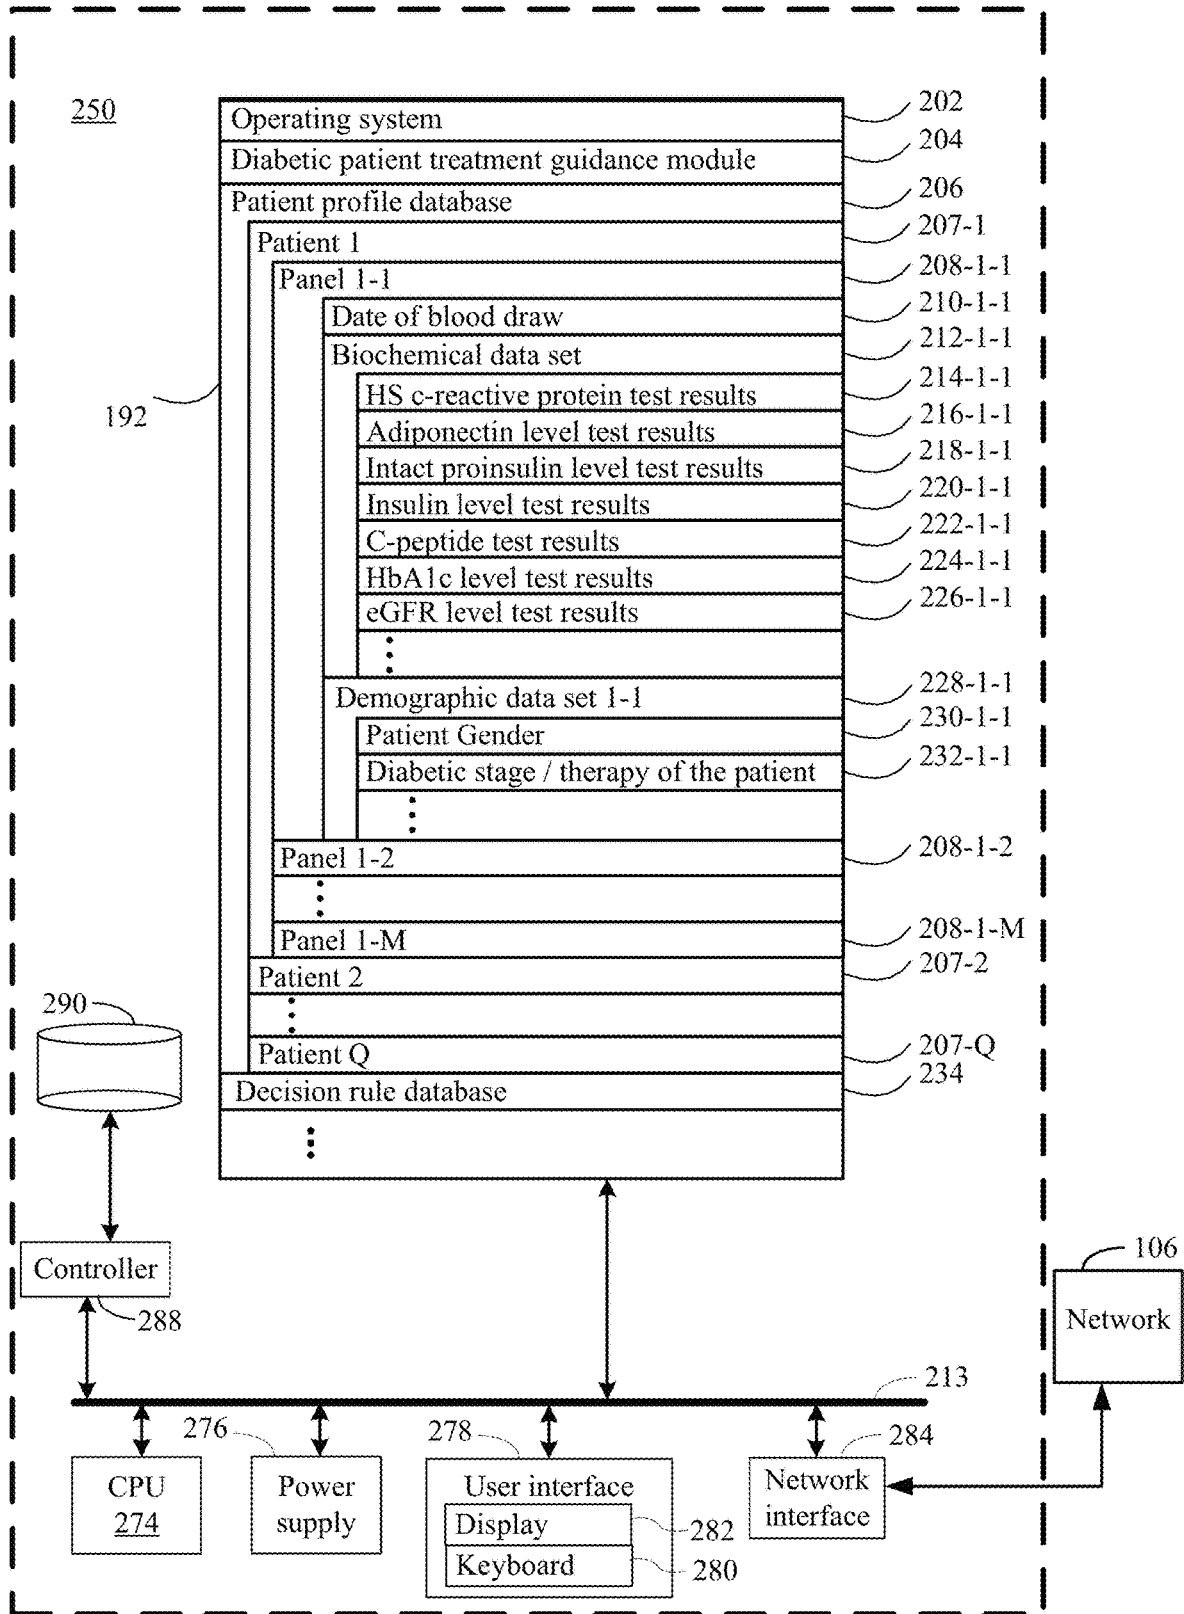 250
Operating system
202
Diabetic patient treatment guidance module
204
Patient profile database
206
Patient 1
207-1
Panel 1-1
208-1-1
Date of blood draw
210-1-1
Biochemical data set
212-1-1
HS c-reactive protein test results
214-1-1
192
Adiponectin level test results
216-1-1
Intact proinsulin level test results
218-1-1
Insulin level test results
220-1-1
C-peptide test results
222-1-1
HbA1c level test results
224-1-1
eGFR level test results
226-1-1
Demographic data set 1-1
228-1-1
Patient Gender
230-1-1
Diabetic stage / therapy of the patient
232-1-1
Panel 1-2
208-1-2
Panel 1-M
208-1-M
Patient 2
207-2
290
Patient Q
207-Q
Decision rule database
234
Controller
288
106
Network
213
276
278
284
CPU
274
Power
supply
User interface
Display
282
Keyboard
280
Network
interface